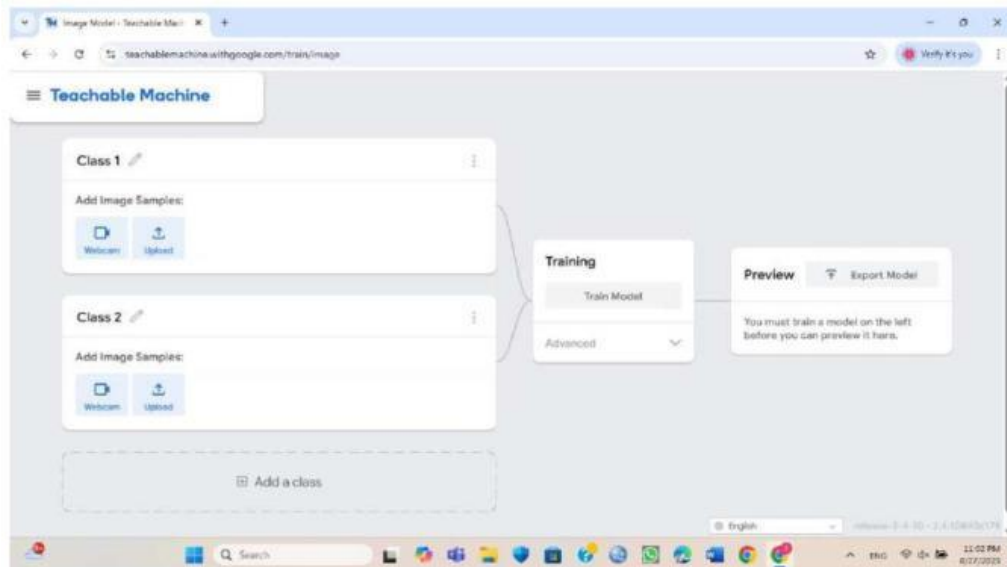 Image Model - Teachable Mach
teachablemachine.withgoogle.com/train/image
Verify it's you
Teachable Machine
Class 1
Add Image Samples:
Webcam
Upload
Class 2
Add Image Samples:
Webcam
Upload
Add a class
Training
Train Model
Advanced
Preview
Export Model
You must train a model on the left
before you can preview it here.
English
Search
ENG
11:02 PM